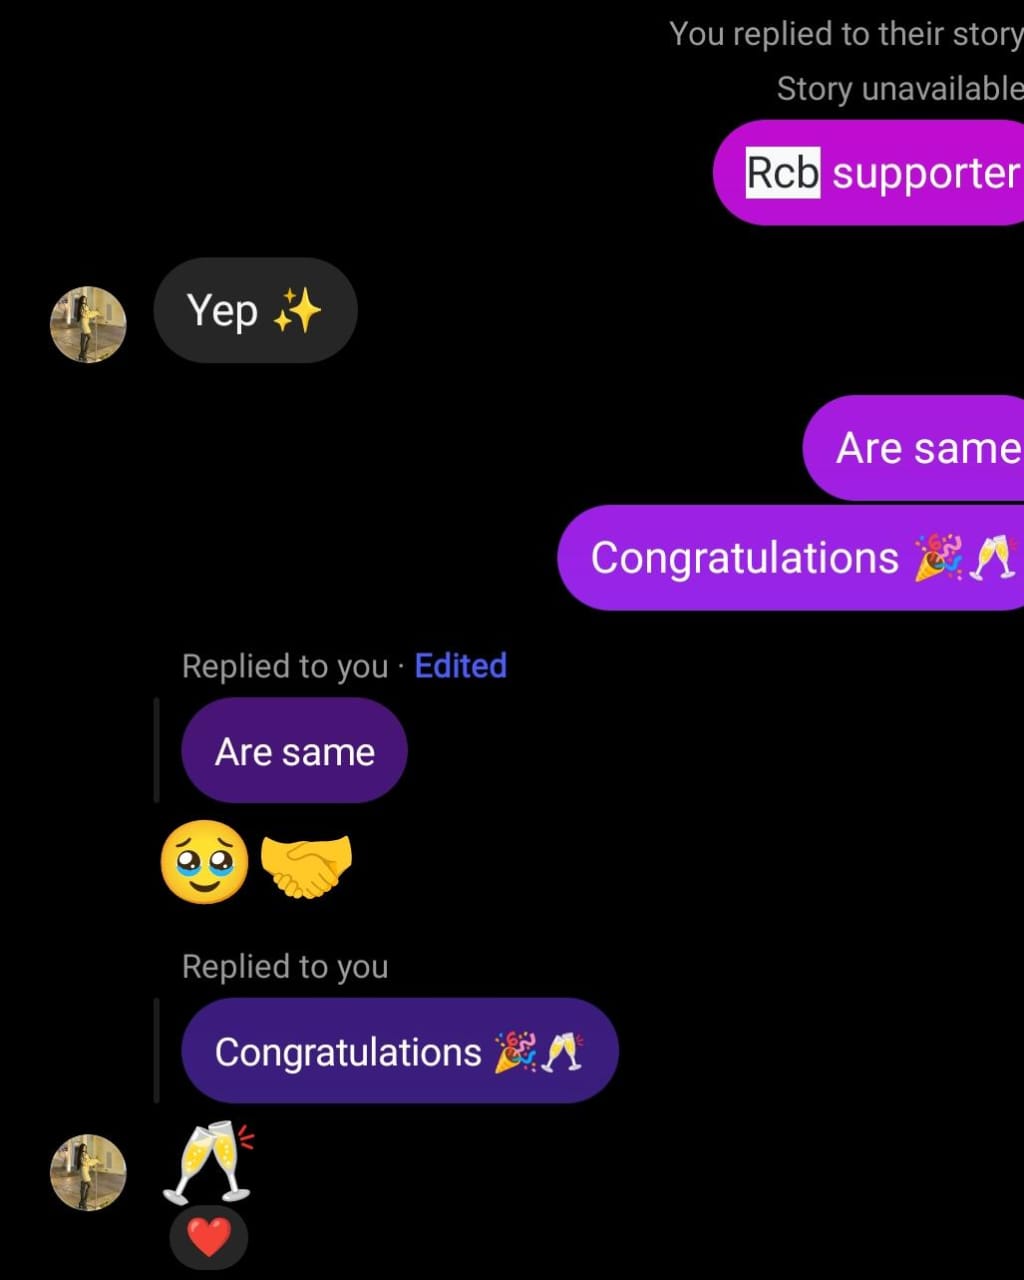 You replied to their story
Story unavailable
Rcb supporter
Yep ✨
Are same
Congratulations 🎉🥂
Replied to you · Edited
Are same
🥹🤝
Replied to you
Congratulations 🎉🥂
🥂
❤️